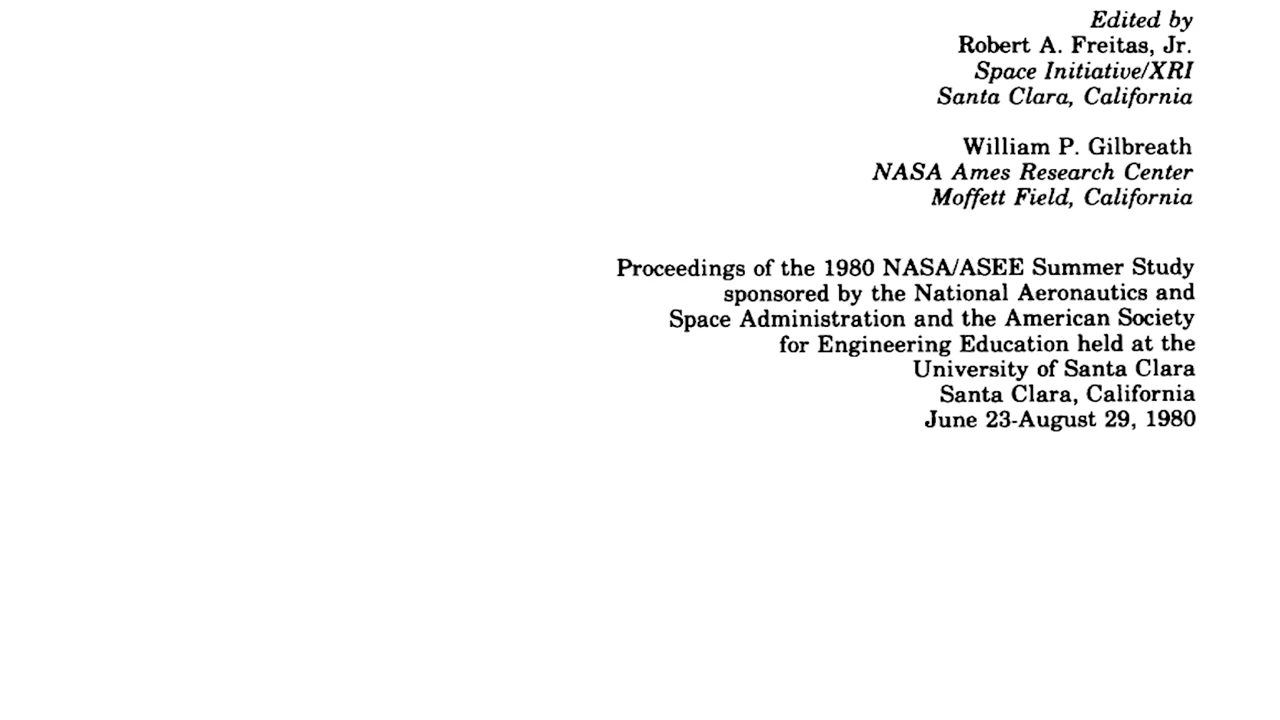 Edited by
Robert A. Freitas, Jr.
Space Initiative/XRI
Santa Clara, California
William P. Gilbreath
NASA Ames Research Center
Moffett Field, California
Proceedings of the 1980 NASA/ASEE Summer Study
sponsored by the National Aeronautics and
Space Administration and the American Society
for Engineering Education held at the
University of Santa Clara
Santa Clara, California
June 23-August 29, 1980